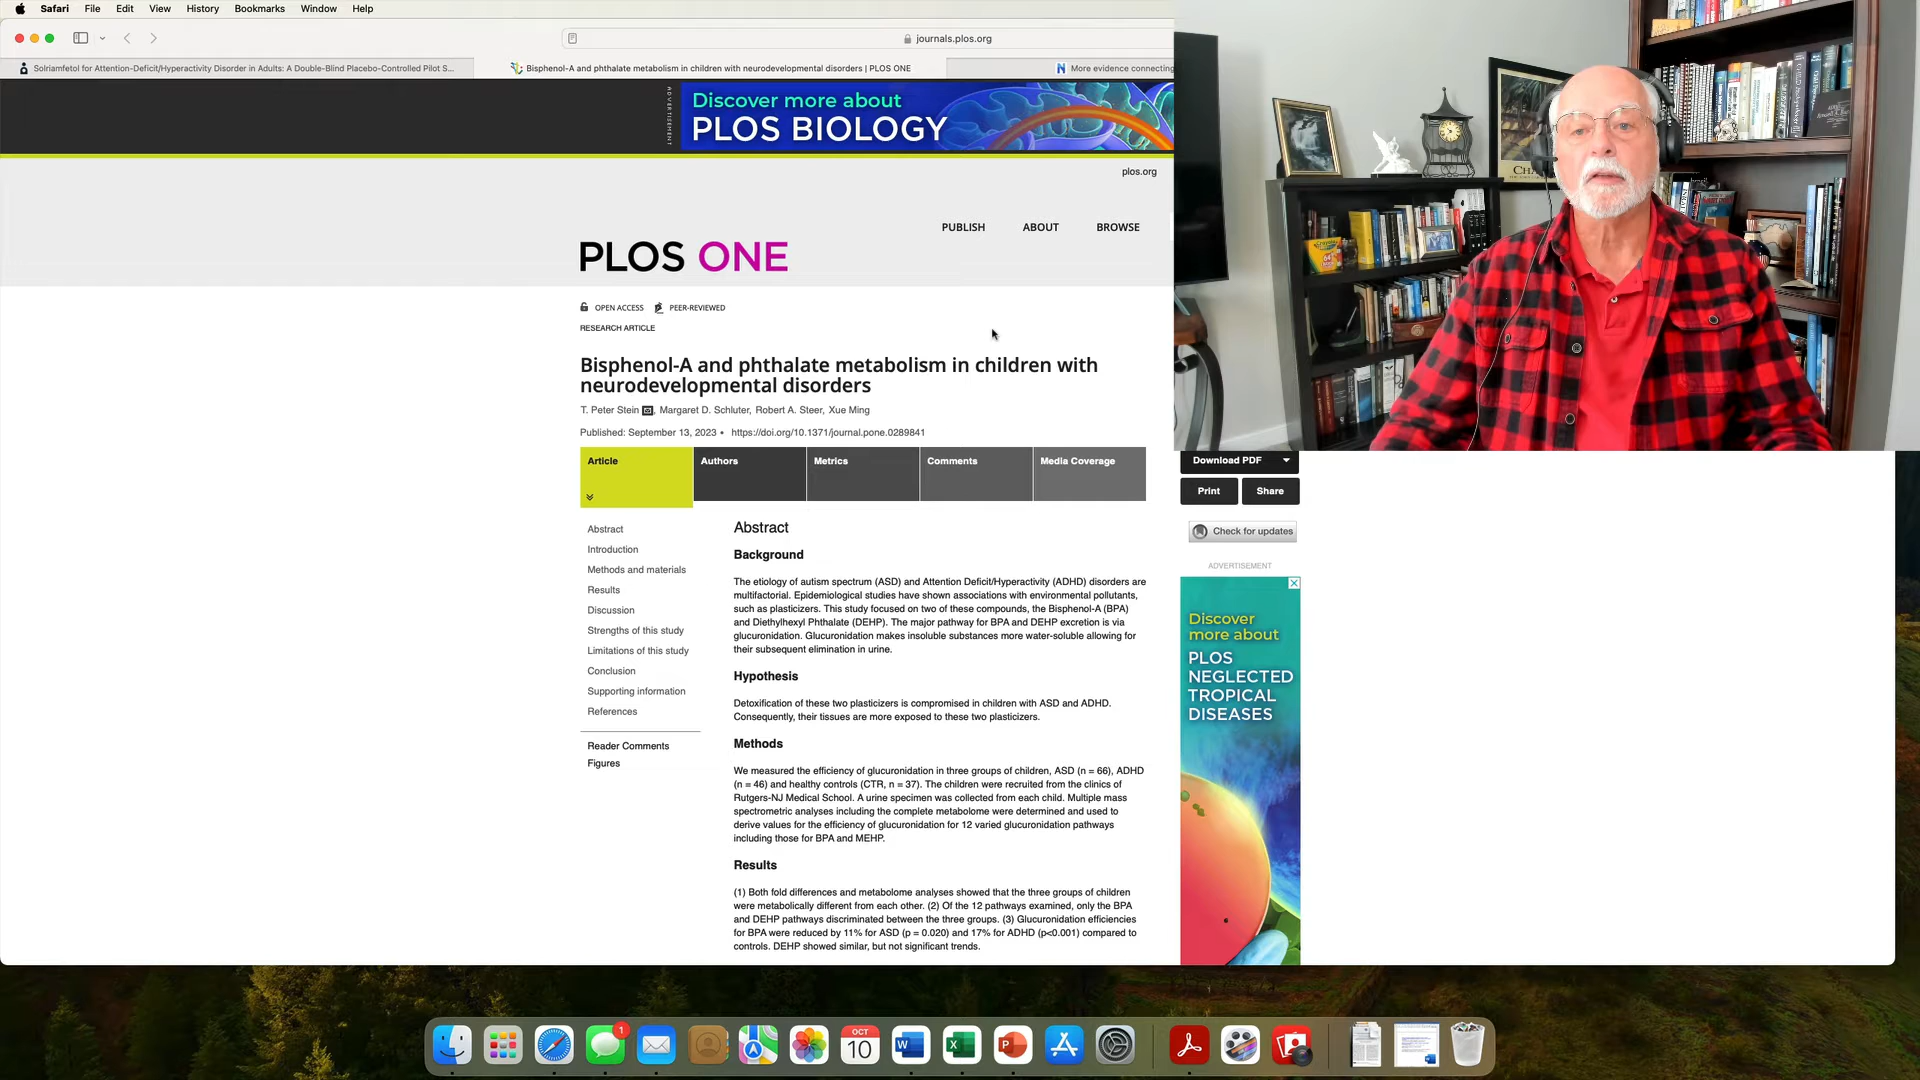 Safari File Edit View History Bookmarks Window Help
journals.plos.org
Solriamfetol for Attention-Deficit/Hyperactivity Disorder in Adults: A Double-Blind Placebo-Controlled Pilot S...
Bisphenol-A and phthalate metabolism in children with neurodevelopmental disorders | PLOS ONE
More evidence connecting
ADVERTISEMENT
Discover more about
PLOS BIOLOGY
plos.org
PUBLISH ABOUT BROWSE
PLOS ONE
OPEN ACCESS PEER-REVIEWED
RESEARCH ARTICLE
Bisphenol-A and phthalate metabolism in children with
neurodevelopmental disorders
T. Peter Stein, Margaret D. Schluter, Robert A. Steer, Xue Ming
Published: September 13, 2023 • https://doi.org/10.1371/journal.pone.0289841
Article
Authors
Metrics
Comments
Media Coverage
Abstract
Introduction
Methods and materials
Results
Discussion
Strengths of this study
Limitations of this study
Conclusion
Supporting information
References
Reader Comments
Figures
Abstract
Background
The etiology of autism spectrum (ASD) and Attention Deficit/Hyperactivity (ADHD) disorders are
multifactorial. Epidemiological studies have shown associations with environmental pollutants,
such as plasticizers. This study focused on two of these compounds, the Bisphenol-A (BPA)
and Diethylhexyl Phthalate (DEHP). The major pathway for BPA and DEHP excretion is via
glucuronidation. Glucuronidation makes insoluble substances more water-soluble allowing for
their subsequent elimination in urine.
Hypothesis
Detoxification of these two plasticizers is compromised in children with ASD and ADHD.
Consequently, their tissues are more exposed to these two plasticizers.
Methods
We measured the efficiency of glucuronidation in three groups of children, ASD (n = 66), ADHD
(n = 46) and healthy controls (CTR, n = 37). The children were recruited from the clinics of
Rutgers-NJ Medical School. A urine specimen was collected from each child. Multiple mass
spectrometric analyses including the complete metabolome were determined and used to
derive values for the efficiency of glucuronidation for 12 varied glucuronidation pathways
including those for BPA and MEHP.
Results
(1) Both fold differences and metabolome analyses showed that the three groups of children
were metabolically different from each other. (2) Of the 12 pathways examined, only the BPA
and DEHP pathways discriminated between the three groups. (3) Glucuronidation efficiencies
for BPA were reduced by 11% for ASD (p = 0.020) and 17% for ADHD (p<0.001) compared to
controls. DEHP showed similar, but not significant trends.
Download PDF
Print
Share
Check for updates
ADVERTISEMENT
Discover
more about
PLOS
NEGLECTED
TROPICAL
DISEASES
1
OCT
10